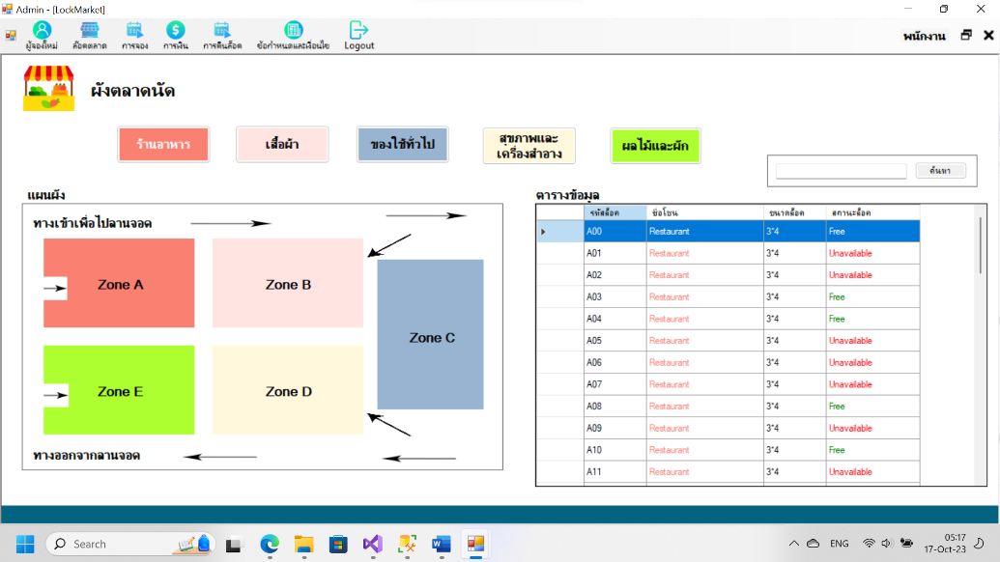 Admin - [LockMarket]
ผู้จองใหม่ ล๊อคตลาด การจอง การเงิน การคืนล็อค ข้อกำหนดและเงื่อนไข Logout
พนักงาน
ผังตลาดนัด
ร้านอาหาร เสื้อผ้า ของใช้ทั่วไป สุขภาพและ
เครื่องสำอาง ผลไม้และผัก
ค้นหา
แผนผัง
ทางเข้าเพื่อไปลานจอด
Zone A
Zone B
Zone C
Zone E
Zone D
ทางออกจากลานจอด
ตารางข้อมูล
รหัสล็อค ชื่อโซน ขนาดล็อค สถานะล็อค
A00 Restaurant 3*4 Free
A01 Restaurant 3*4 Unavailable
A02 Restaurant 3*4 Unavailable
A03 Restaurant 3*4 Free
A04 Restaurant 3*4 Free
A05 Restaurant 3*4 Unavailable
A06 Restaurant 3*4 Unavailable
A07 Restaurant 3*4 Unavailable
A08 Restaurant 3*4 Free
A09 Restaurant 3*4 Unavailable
A10 Restaurant 3*4 Free
A11 Restaurant 3*4 Unavailable
Search
ENG
05:17
17-Oct-23